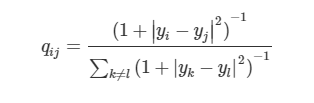 q_{ij} = \frac{(1 + |y_i - y_j|^2)^{-1}}{\sum_{k \neq l} (1 + |y_k - y_l|^2)^{-1}}